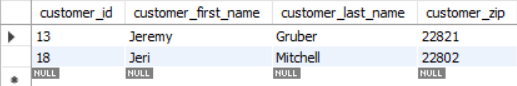 customer_id customer_first_name customer_last_name customer_zip
13 Jeremy Gruber 22821
18 Jeri Mitchell 22802
NULL NULL NULL NULL